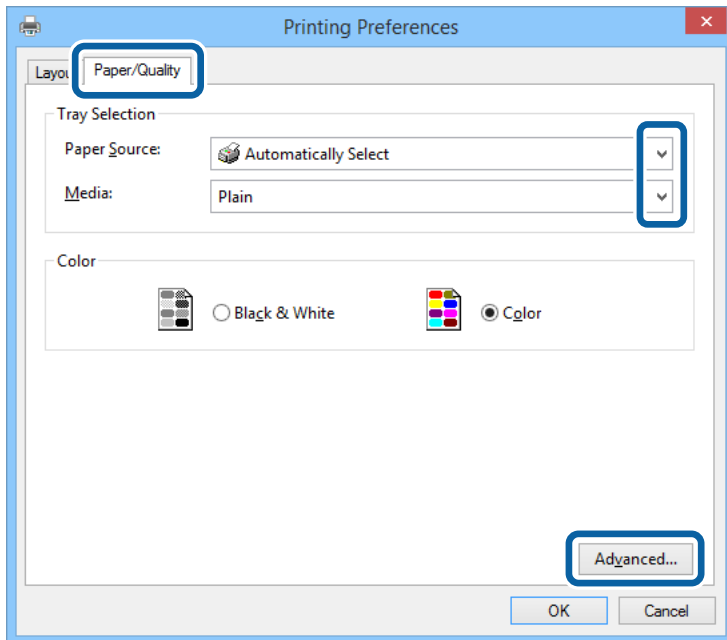 Printing Preferences
Layou Paper/Quality
Tray Selection
Paper Source: Automatically Select
Media: Plain
Color
Black & White Color
Advanced...
OK Cancel